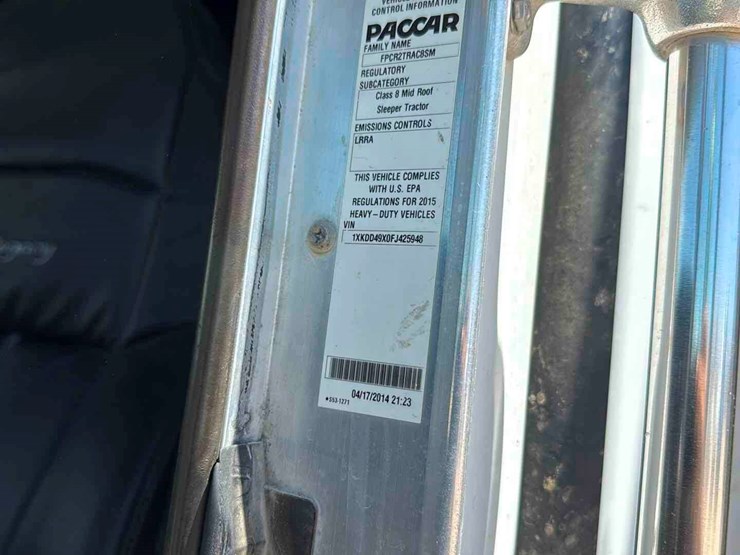 CONTROL INFORMATION
PACCAR
FAMILY NAME
FPCR2TRAC8SM
REGULATORY
SUBCATEGORY
Class 8 Mid Roof
Sleeper Tractor
EMISSIONS CONTROLS
LRRA
THIS VEHICLE COMPLIES
WITH U.S. EPA
REGULATIONS FOR 2015
HEAVY-DUTY VEHICLES
VIN
1XKDD49X0FJ425948
04/17/2014 21:23